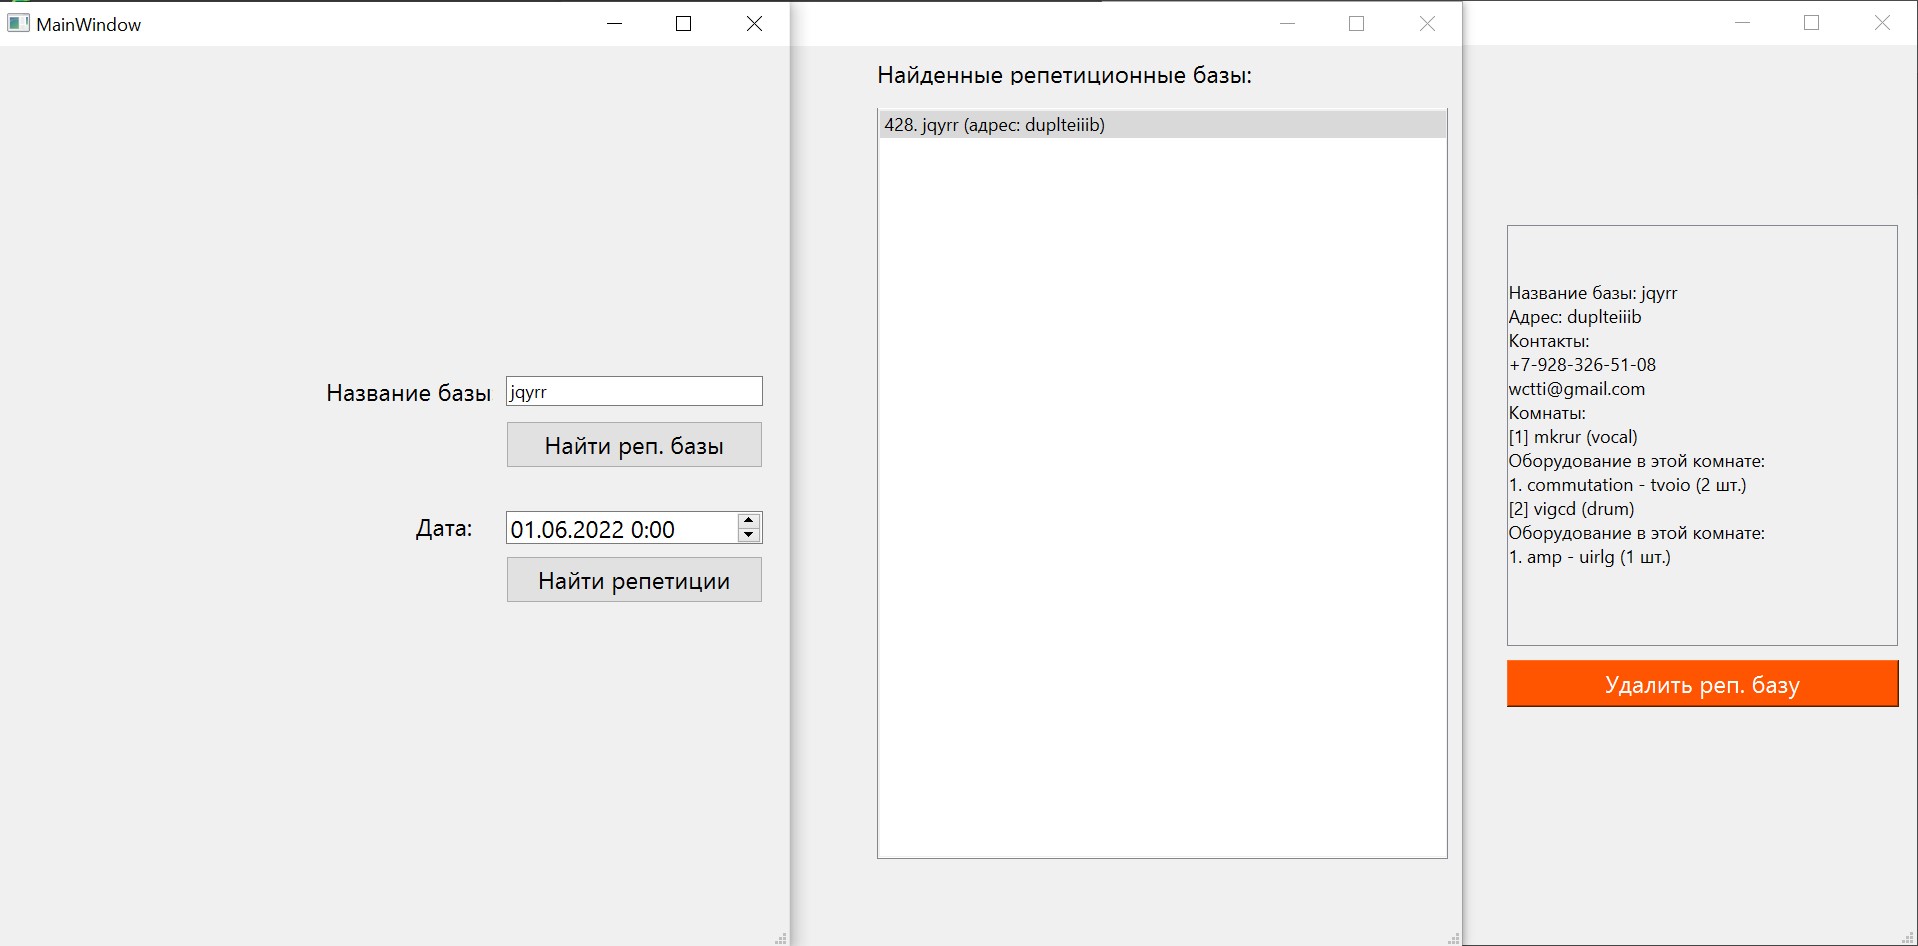 MainWindow
Название базы
jqyrr
Найти реп. базы
Дата:
01.06.2022 0:00
Найти репетиции
Найденные репетиционные базы:
428. jqyrr (адрес: duplteiiib)
Название базы: jqyrr
Адрес: duplteiiib
Контакты:
+7-928-326-51-08
wctti@gmail.com
Комнаты:
[1] mkrur (vocal)
Оборудование в этой комнате:
1. commutation - tvoio (2 шт.)
[2] vigcd (drum)
Оборудование в этой комнате:
1. amp - uirlg (1 шт.)
Удалить реп. базу